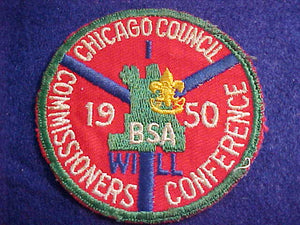 CHICAGO COUNCIL
19 50
BSA
WILL
COMMISSIONERS CONFERENCE